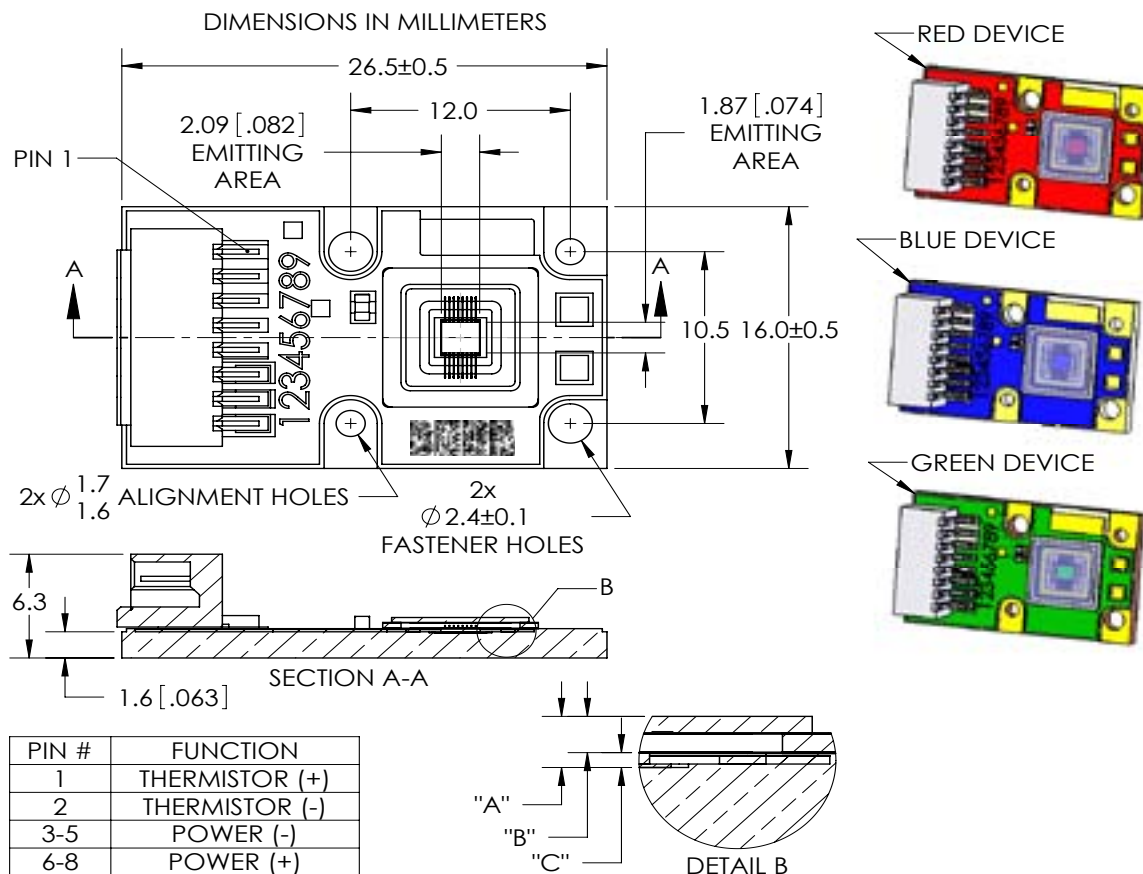 DIMENSIONS IN MILLIMETERS
26.5±0.5
12.0
2.09 [.082]
EMITTING
AREA
1.87 [.074]
EMITTING
AREA
PIN 1
A
A
123456789
10.5
16.0±0.5
2x ∅ 1.7
1.6
ALIGNMENT HOLES
2x
∅ 2.4±0.1
FASTENER HOLES
RED DEVICE
123456789
BLUE DEVICE
123456789
GREEN DEVICE
123456789
6.3
B
SECTION A-A
1.6 [.063]
PIN # FUNCTION
1 THERMISTOR (+)
2 THERMISTOR (-)
3-5 POWER (-)
6-8 POWER (+)
"A"
"B"
"C"
DETAIL B